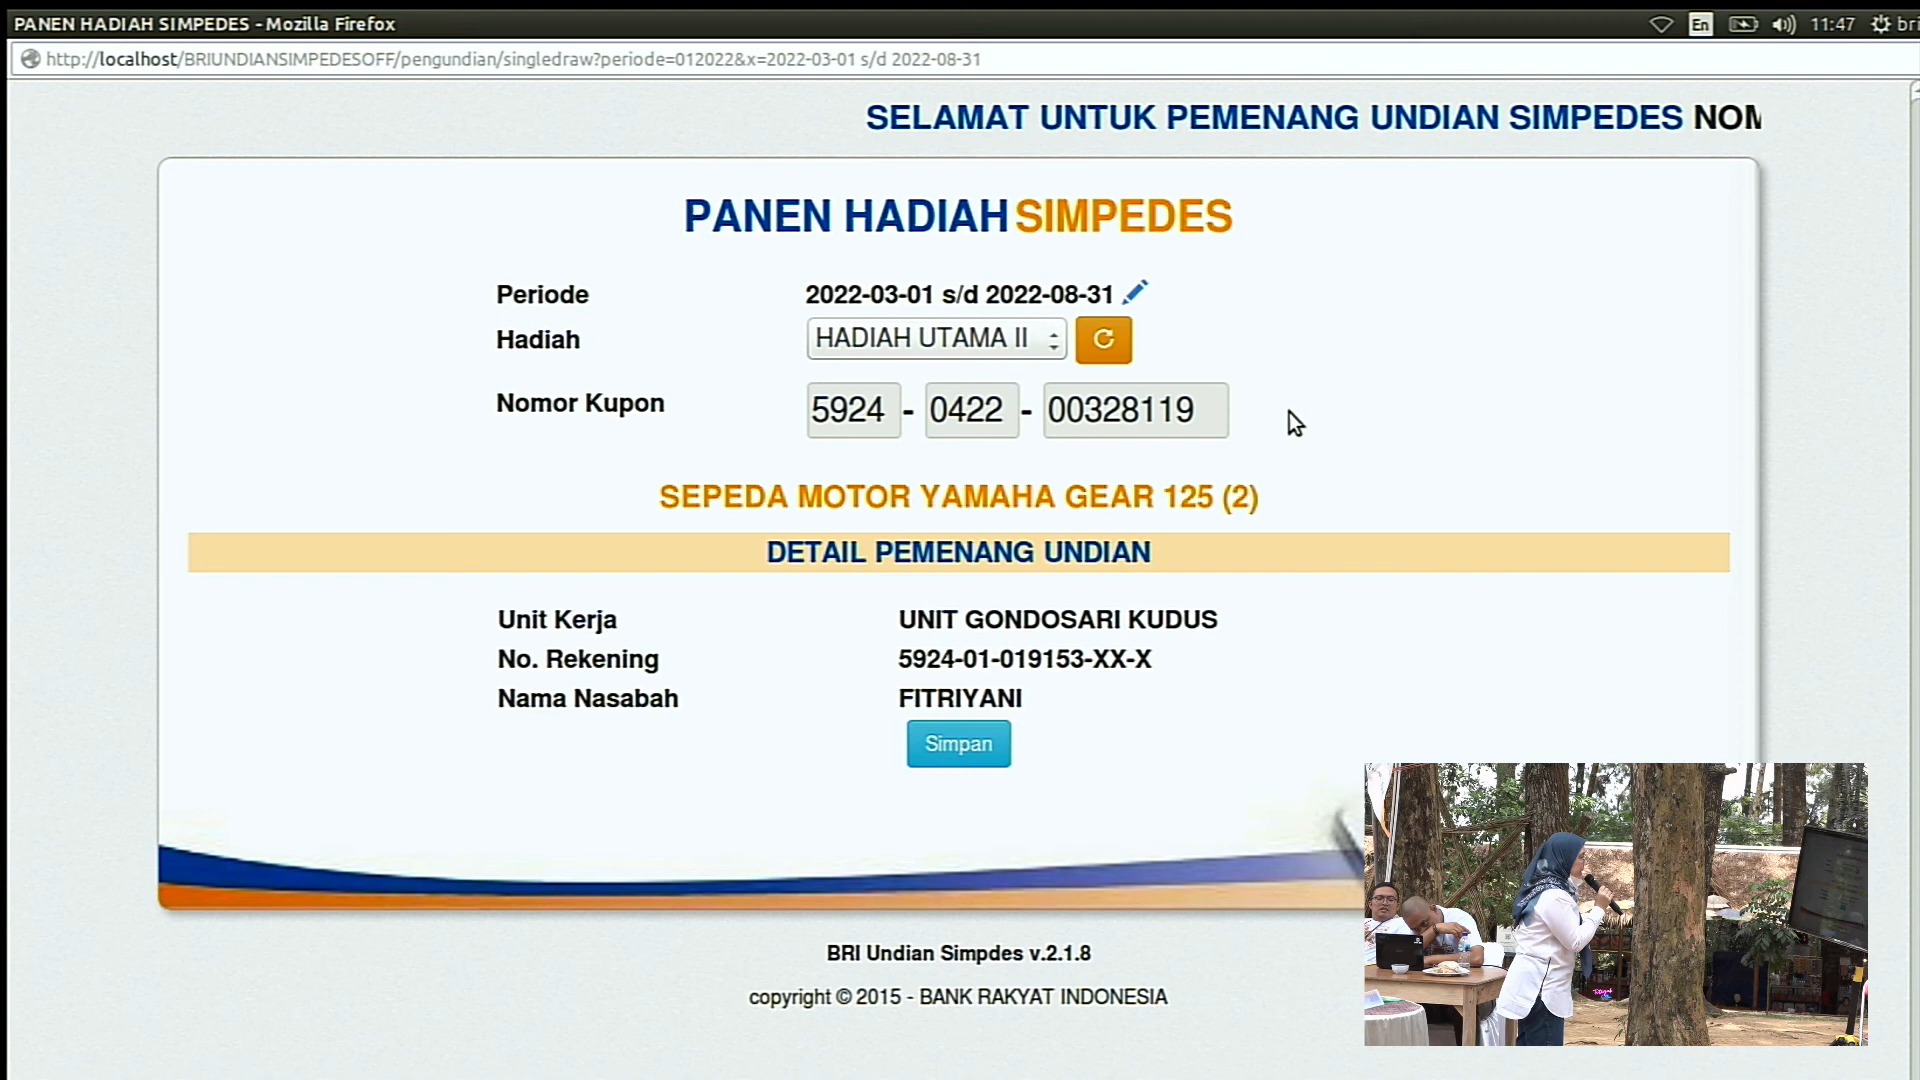 PANEN HADIAH SIMPEDES - Mozilla Firefox
En 11:47 bri
http://localhost/BRIUNDIANSIMPEDESOFF/pengundian/singledraw?periode=012022&x=2022-03-01 s/d 2022-08-31
SELAMAT UNTUK PEMENANG UNDIAN SIMPEDES NOM
PANEN HADIAH SIMPEDES
Periode 2022-03-01 s/d 2022-08-31
Hadiah HADIAH UTAMA II
Nomor Kupon 5924 - 0422 - 00328119
SEPEDA MOTOR YAMAHA GEAR 125 (2)
DETAIL PEMENANG UNDIAN
Unit Kerja UNIT GONDOSARI KUDUS
No. Rekening 5924-01-019153-XX-X
Nama Nasabah FITRIYANI
Simpan
BRI Undian Simpdes v.2.1.8
copyright © 2015 - BANK RAKYAT INDONESIA